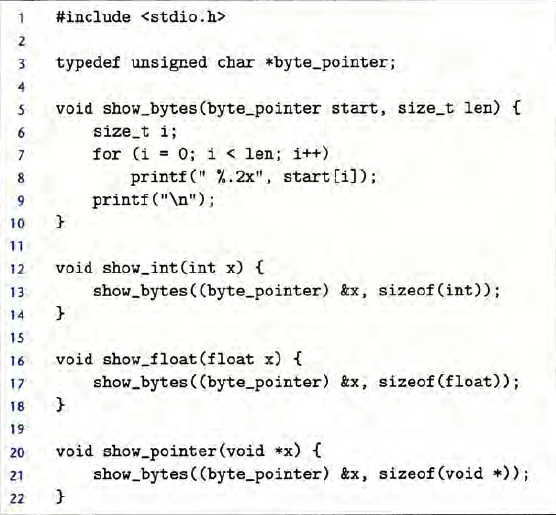 1 #include <stdio.h>
2
3 typedef unsigned char *byte_pointer;
4
5 void show_bytes(byte_pointer start, size_t len) {
6 size_t i;
7 for (i = 0; i < len; i++)
8 printf(" %.2x", start[i]);
9 printf("\n");
10 }
11
12 void show_int(int x) {
13 show_bytes((byte_pointer) &x, sizeof(int));
14 }
15
16 void show_float(float x) {
17 show_bytes((byte_pointer) &x, sizeof(float));
18 }
19
20 void show_pointer(void *x) {
21 show_bytes((byte_pointer) &x, sizeof(void *));
22 }